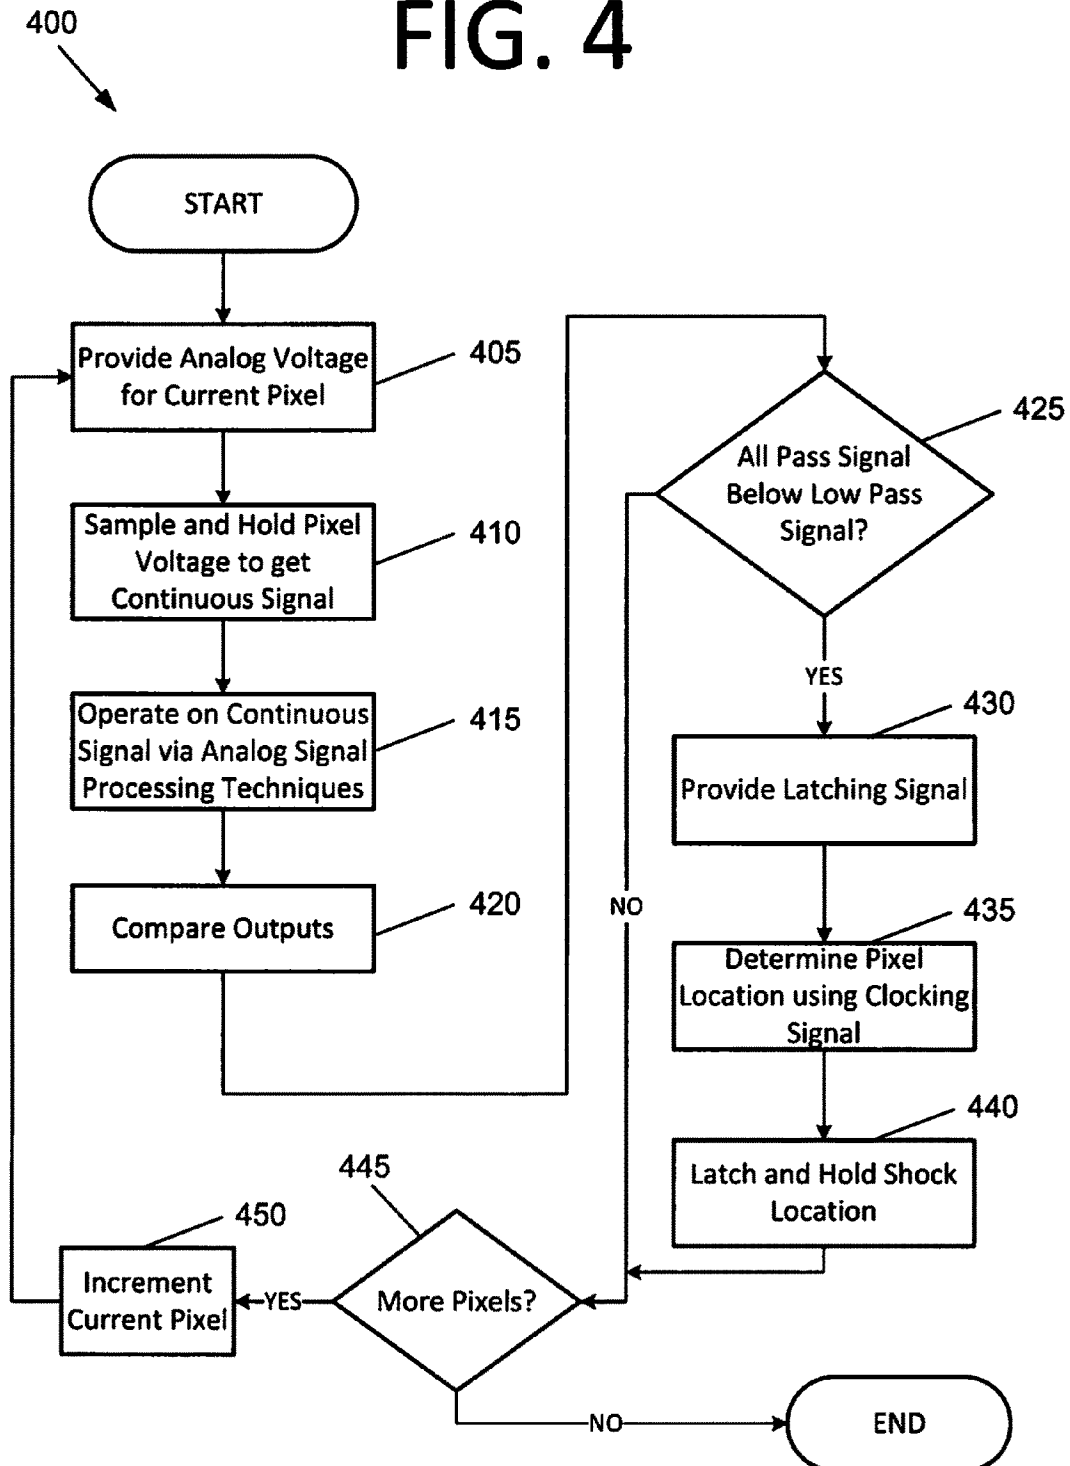 FIG. 4
400
START
Provide Analog Voltage
for Current Pixel
405
Sample and Hold Pixel
Voltage to get
Continuous Signal
410
Operate on Continuous
Signal via Analog Signal
Processing Techniques
415
Compare Outputs
420
All Pass Signal
Below Low Pass
Signal?
425
YES
NO
Provide Latching Signal
430
Determine Pixel
Location using Clocking
Signal
435
Latch and Hold Shock
Location
440
More Pixels?
445
YES
Increment
Current Pixel
450
NO
END